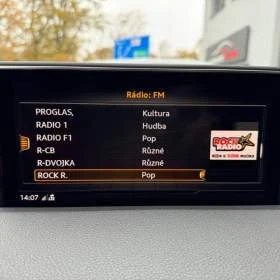 Rádio: FM
PROGLAS, Kultura
RADIO 1 Hudba
RADIO F1 Pop
R-CB Různé
R-DVOJKA Různé
ROCK R. Pop
ROCK
RADIO
14:07